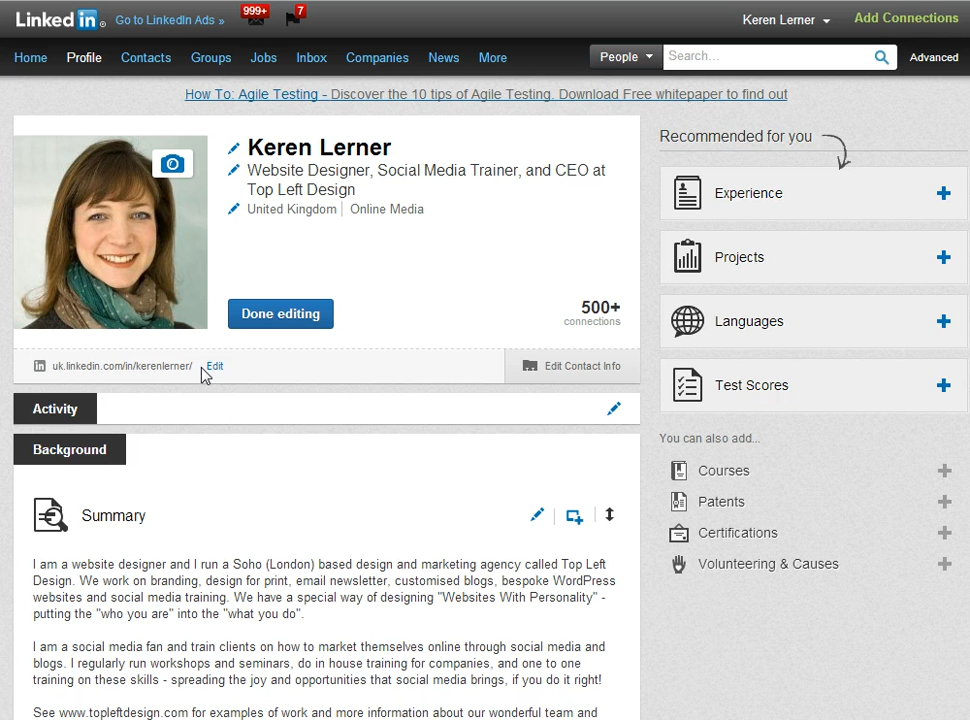 Linked in® Go to LinkedIn Ads » 999+ 7 Keren Lerner Add Connections
Home Profile Contacts Groups Jobs Inbox Companies News More People Search... Advanced
How To: Agile Testing - Discover the 10 tips of Agile Testing. Download Free whitepaper to find out
Keren Lerner
Website Designer, Social Media Trainer, and CEO at
Top Left Design
United Kingdom | Online Media
Done editing
500+
connections
uk.linkedin.com/in/kerenlerner/ Edit
Edit Contact Info
Activity
Background
Summary
I am a website designer and I run a Soho (London) based design and marketing agency called Top Left
Design. We work on branding, design for print, email newsletter, customised blogs, bespoke WordPress
websites and social media training. We have a special way of designing "Websites With Personality" -
putting the "who you are" into the "what you do".
I am a social media fan and train clients on how to market themselves online through social media and
blogs. I regularly run workshops and seminars, do in house training for companies, and one to one
training on these skills - spreading the joy and opportunities that social media brings, if you do it right!
See www.topleftdesign.com for examples of work and more information about our wonderful team and
Recommended for you
Experience
Projects
Languages
Test Scores
You can also add...
Courses
Patents
Certifications
Volunteering & Causes